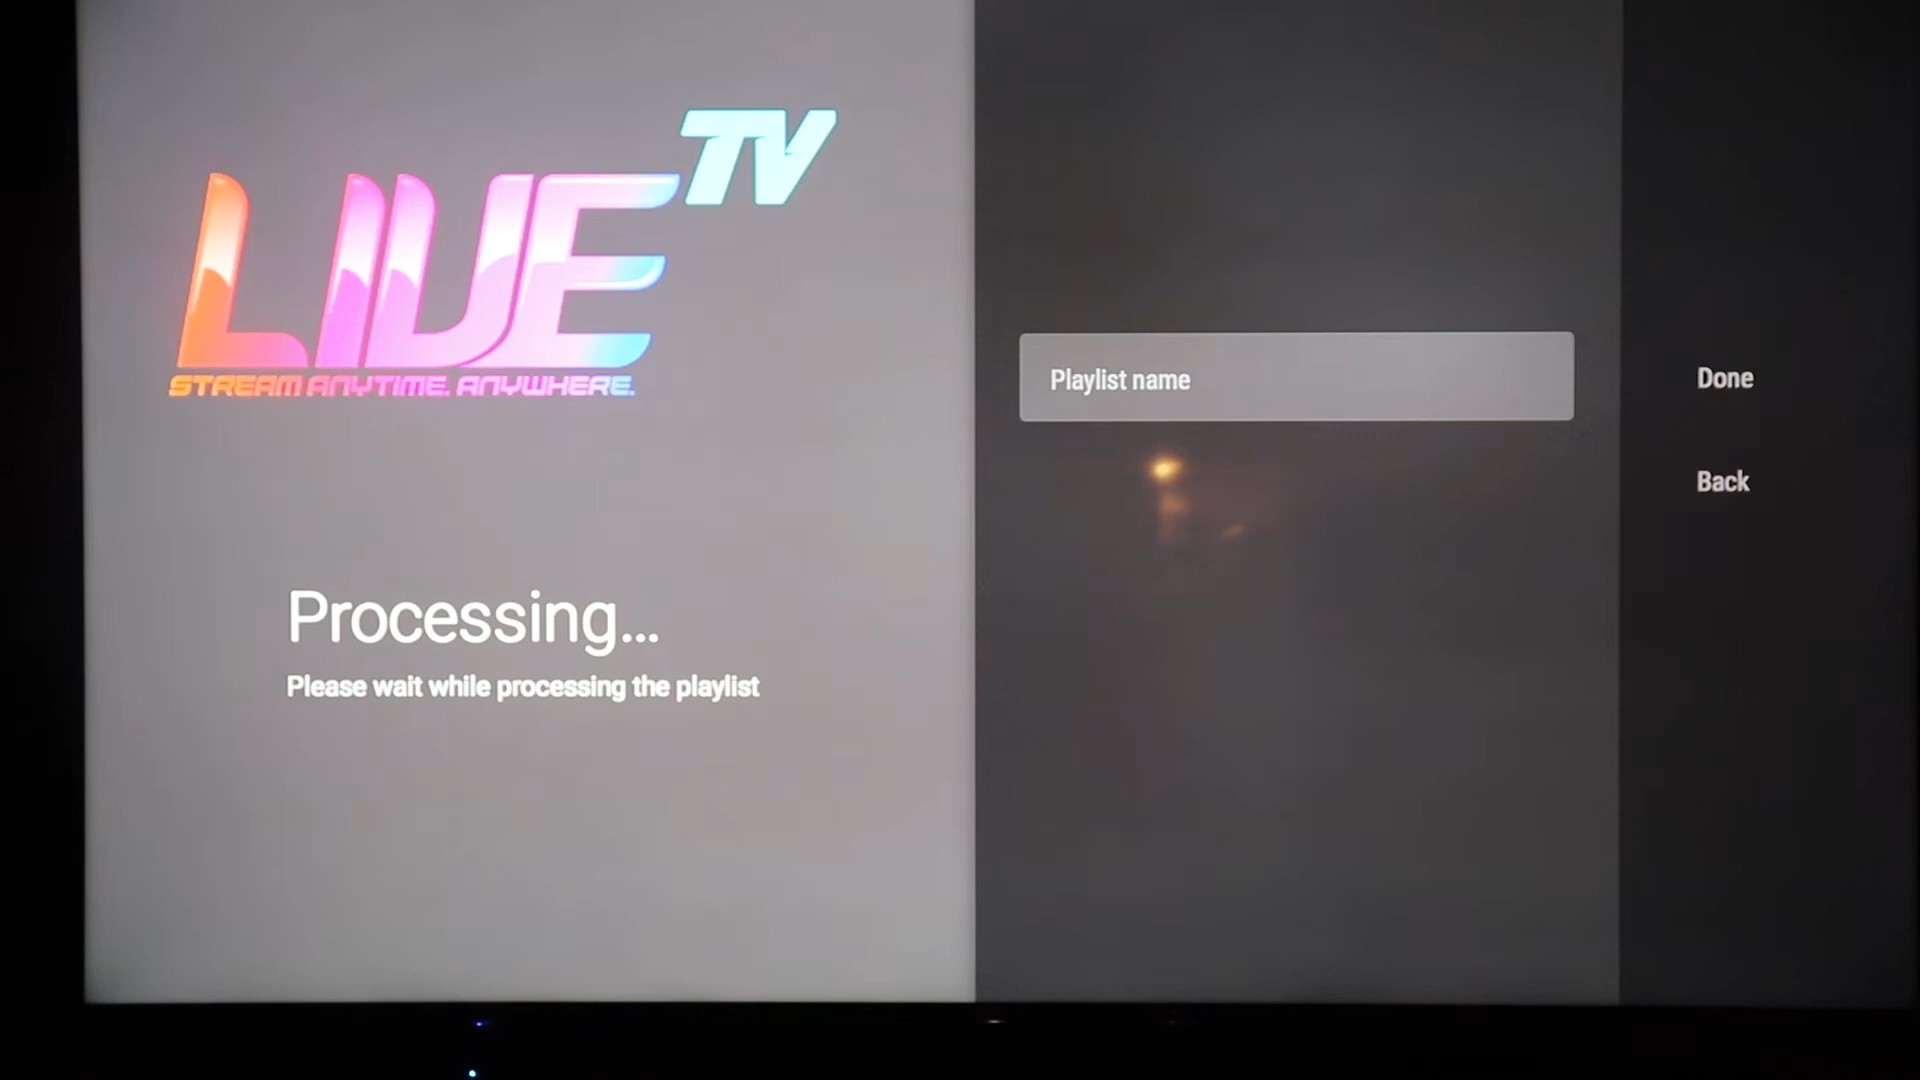 LIVE TV
STREAM ANYTIME. ANYWHERE.
Processing...
Please wait while processing the playlist
Playlist name
Done
Back